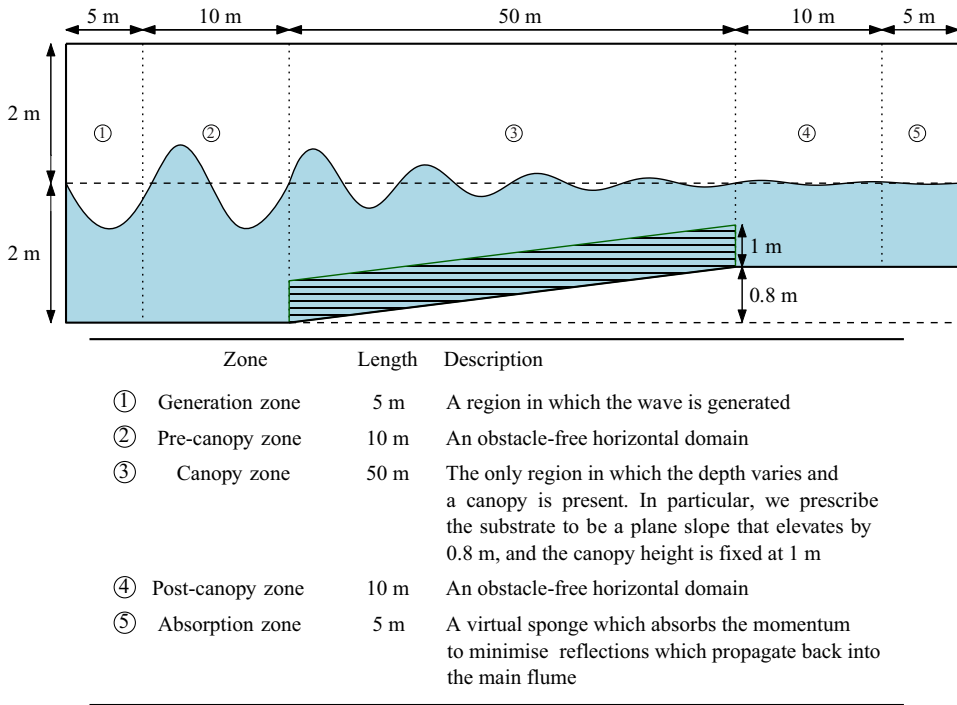 5 m 10 m 50 m 10 m 5 m
2 m
① ② ③ ④ ⑤
2 m
1 m
0.8 m
Zone Length Description
① Generation zone 5 m A region in which the wave is generated
② Pre-canopy zone 10 m An obstacle-free horizontal domain
③ Canopy zone 50 m The only region in which the depth varies and
a canopy is present. In particular, we prescribe
the substrate to be a plane slope that elevates by
0.8 m, and the canopy height is fixed at 1 m
④ Post-canopy zone 10 m An obstacle-free horizontal domain
⑤ Absorption zone 5 m A virtual sponge which absorbs the momentum
to minimise reflections which propagate back into
the main flume